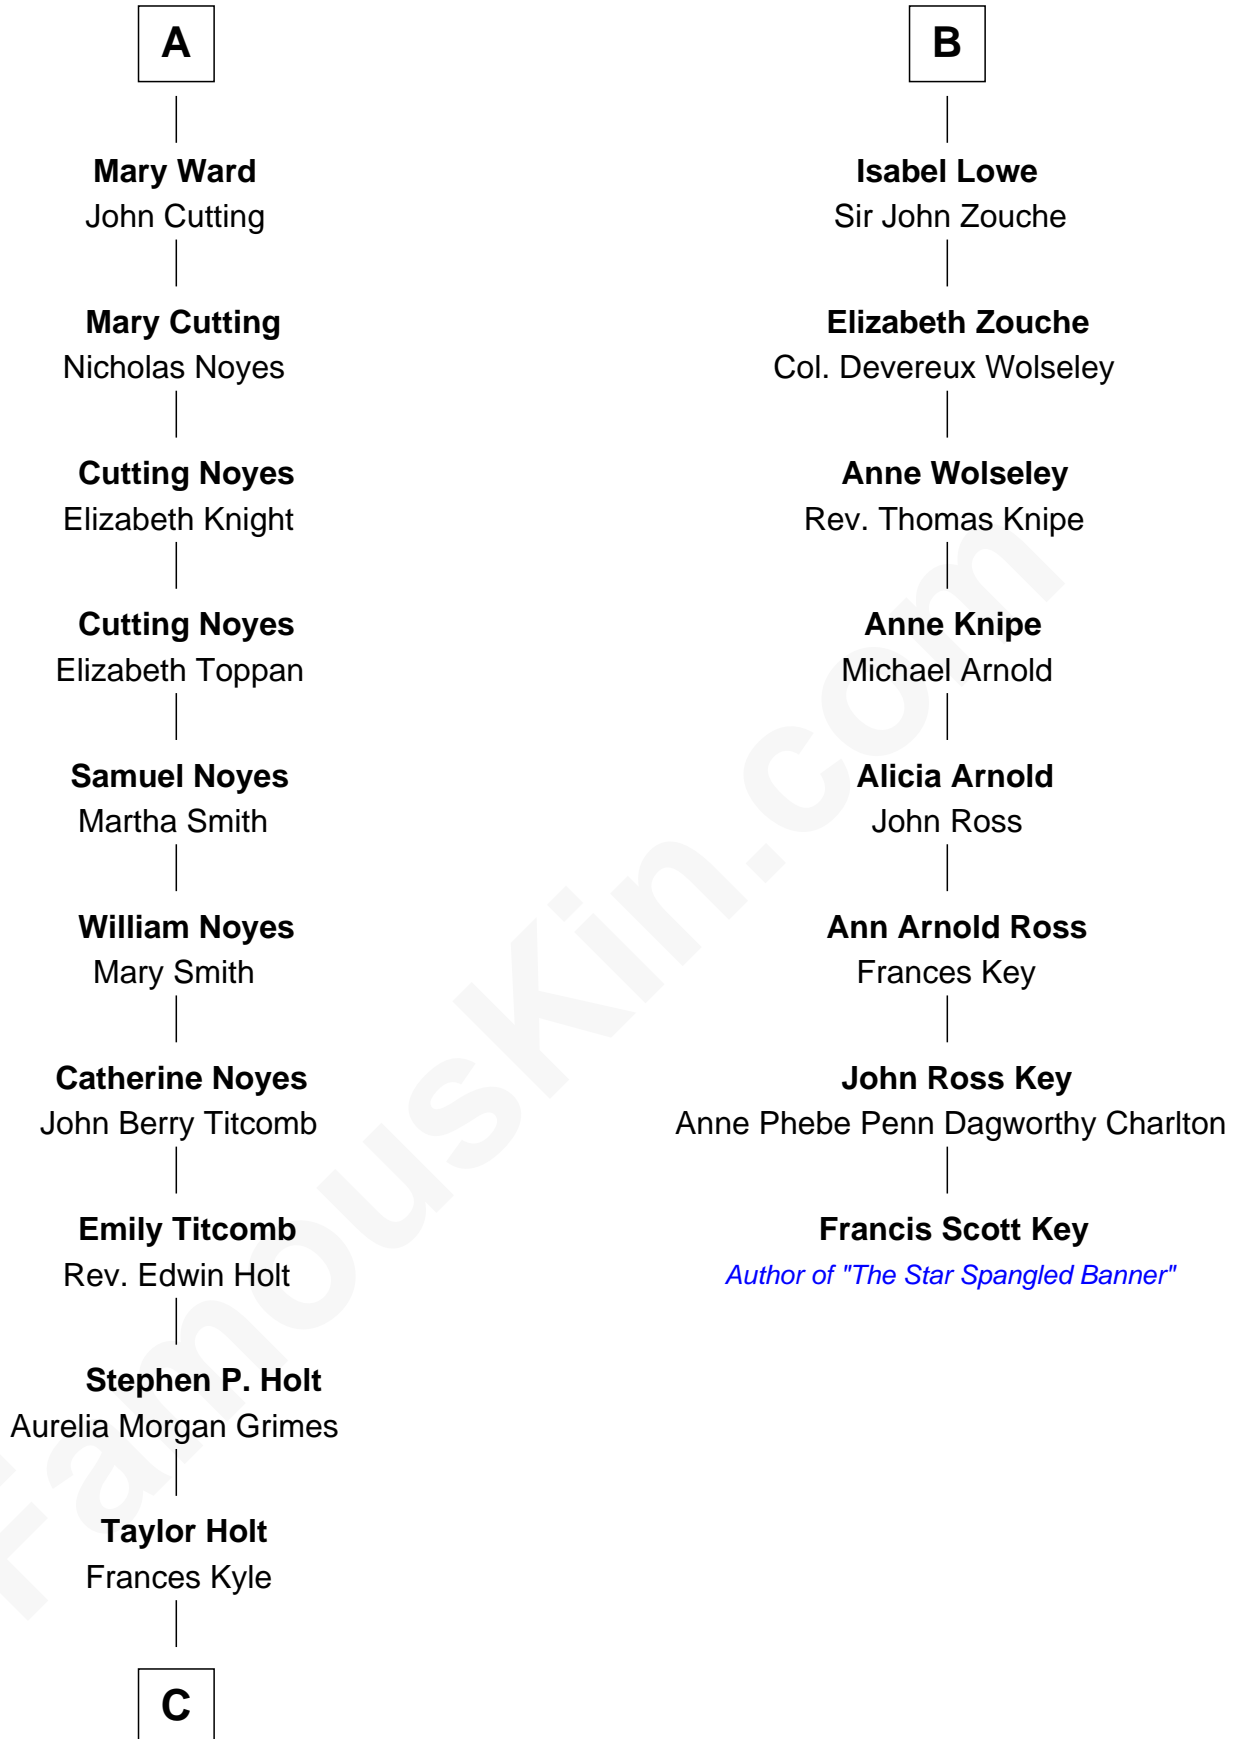 A
Mary Ward
John Cutting
Mary Cutting
Nicholas Noyes
Cutting Noyes
Elizabeth Knight
Cutting Noyes
Elizabeth Toppan
Samuel Noyes
Martha Smith
William Noyes
Mary Smith
Catherine Noyes
John Berry Titcomb
Emily Titcomb
Rev. Edwin Holt
Stephen P. Holt
Aurelia Morgan Grimes
Taylor Holt
Frances Kyle
C
B
Isabel Lowe
Sir John Zouche
Elizabeth Zouche
Col. Devereux Wolseley
Anne Wolseley
Rev. Thomas Knipe
Anne Knipe
Michael Arnold
Alicia Arnold
John Ross
Ann Arnold Ross
Frances Key
John Ross Key
Anne Phebe Penn Dagworthy Charlton
Francis Scott Key
Author of "The Star Spangled Banner"
FamousKin.com